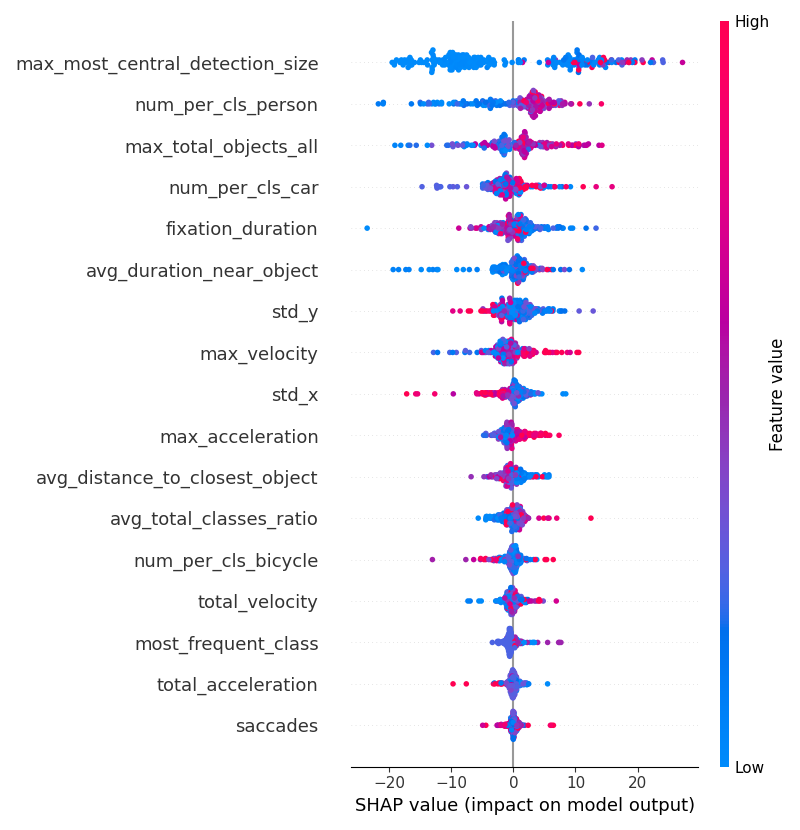 High
max_most_central_detection_size
num_per_cls_person
max_total_objects_all
num_per_cls_car
fixation_duration
avg_duration_near_object
std_y
max_velocity
std_x
max_acceleration
avg_distance_to_closest_object
avg_total_classes_ratio
num_per_cls_bicycle
total_velocity
most_frequent_class
total_acceleration
saccades
Feature value
Low
−20 −10 0 10 20
SHAP value (impact on model output)